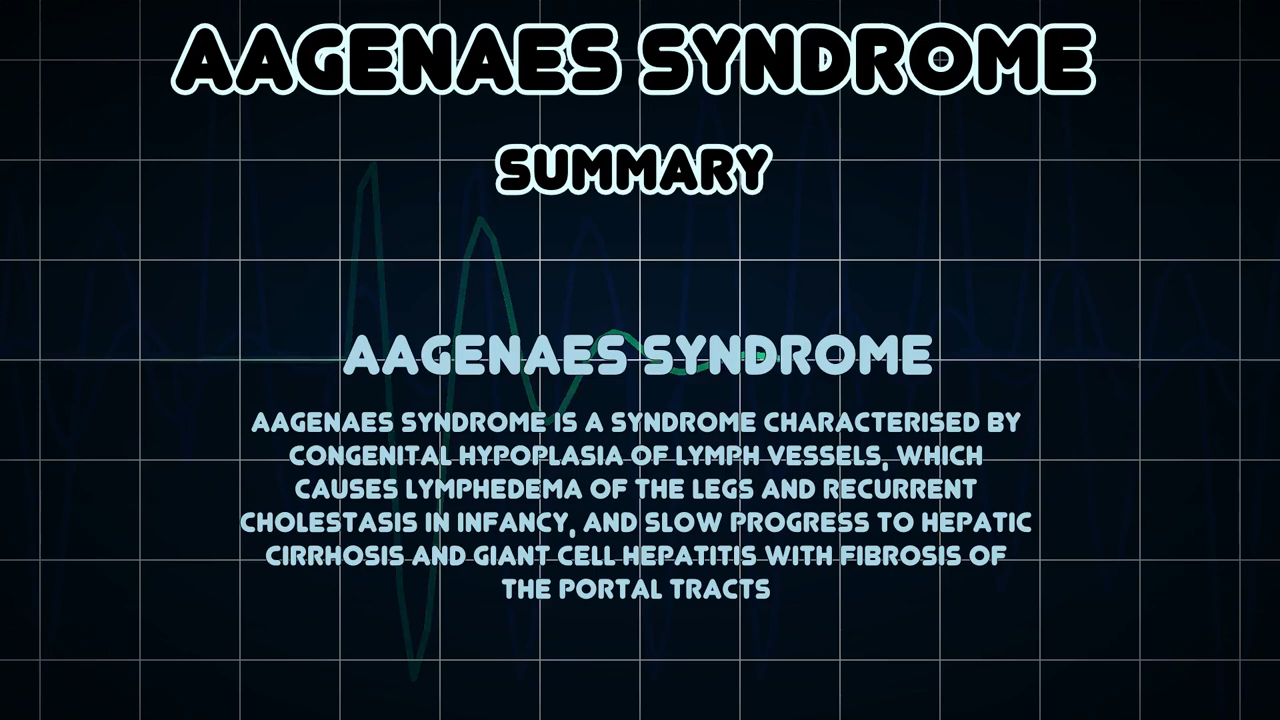 AAGENAES SYNDROME
SUMMARY
AAGENAES SYNDROME
AAGENAES SYNDROME IS A SYNDROME CHARACTERISED BY
CONGENITAL HYPOPLASIA OF LYMPH VESSELS, WHICH
CAUSES LYMPHEDEMA OF THE LEGS AND RECURRENT
CHOLESTASIS IN INFANCY, AND SLOW PROGRESS TO HEPATIC
CIRRHOSIS AND GIANT CELL HEPATITIS WITH FIBROSIS OF
THE PORTAL TRACTS